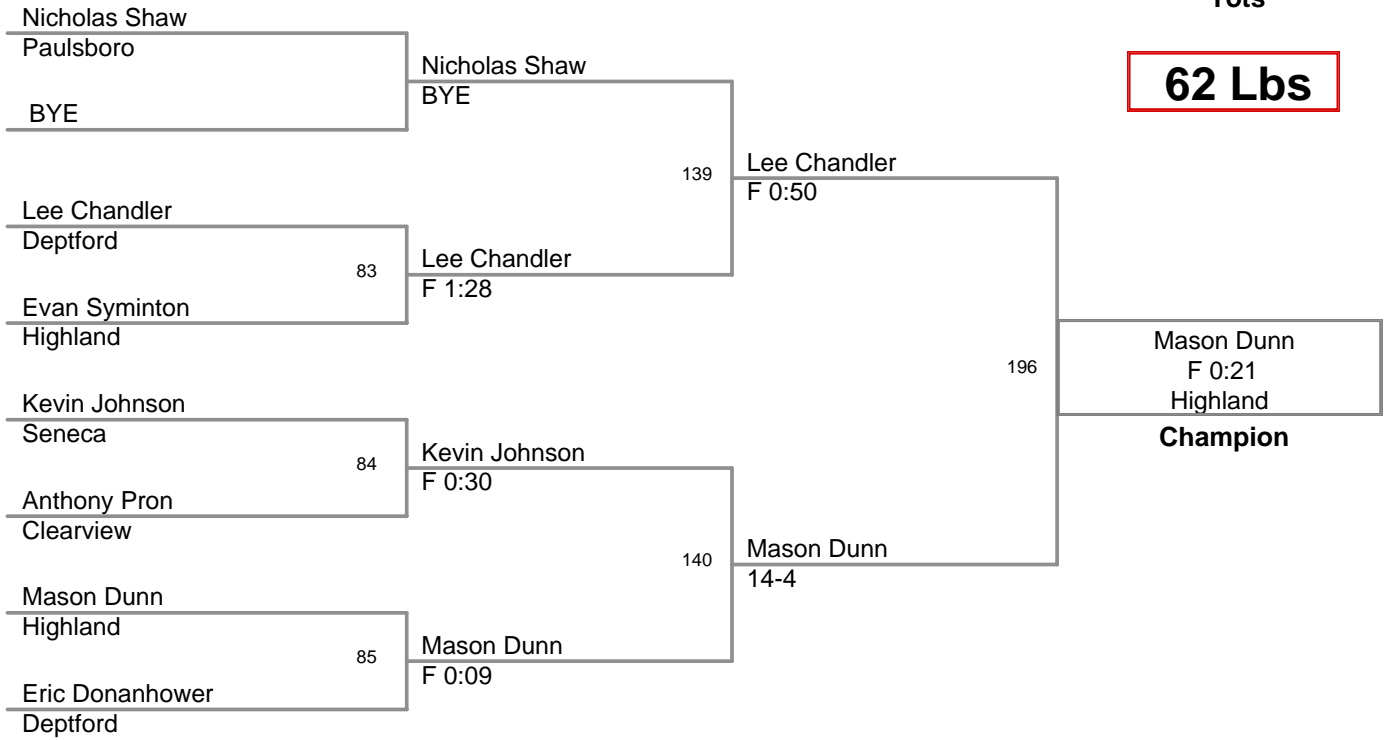 Tots
62 Lbs
Nicholas Shaw
Paulsboro
BYE
Lee Chandler
Deptford
83
Evan Syminton
Highland
Kevin Johnson
Seneca
84
Anthony Pron
Clearview
Mason Dunn
Highland
85
Eric Donanhower
Deptford
Nicholas Shaw
BYE
139
Lee Chandler
F 1:28
Kevin Johnson
F 0:30
140
Mason Dunn
F 0:09
Lee Chandler
F 0:50
196
Mason Dunn
14-4
Mason Dunn
F 0:21
Highland
Champion